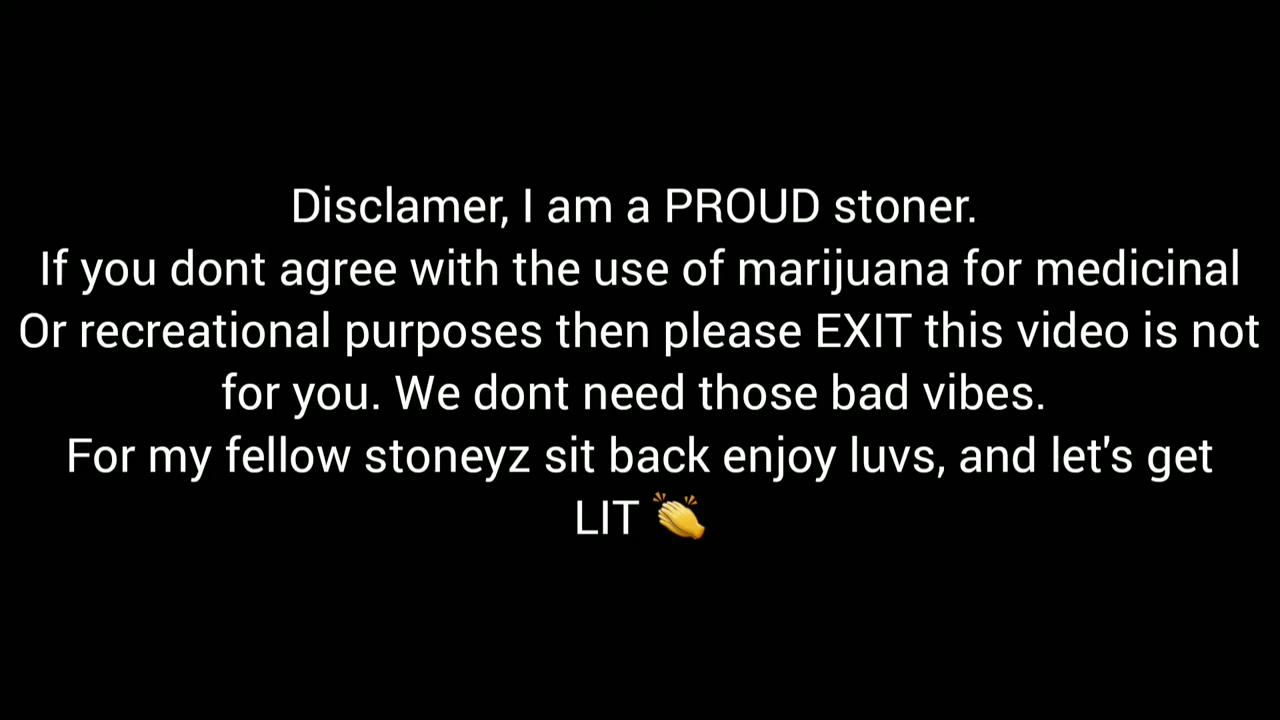 Disclamer, I am a PROUD stoner.
If you dont agree with the use of marijuana for medicinal
Or recreational purposes then please EXIT this video is not
for you. We dont need those bad vibes.
For my fellow stoneyz sit back enjoy luvs, and let's get
LIT 👏